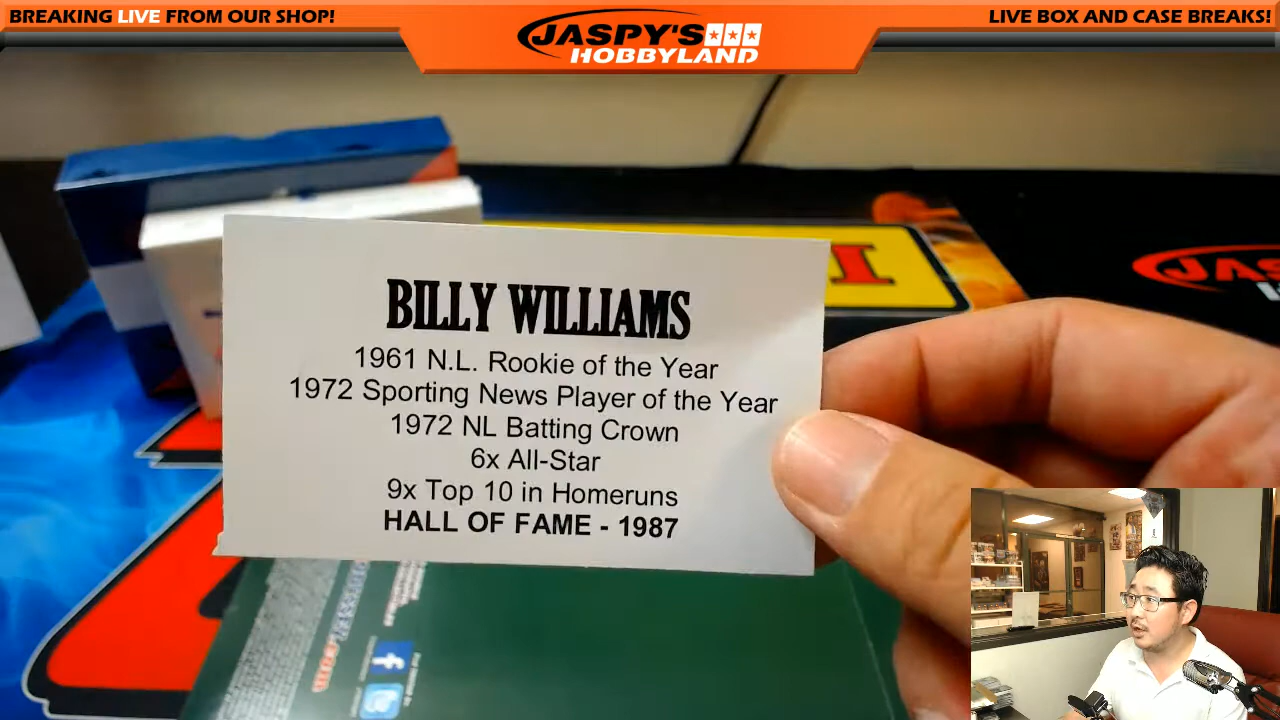 BREAKING LIVE FROM OUR SHOP!
JASPY'S
HOBBYLAND
LIVE BOX AND CASE BREAKS!
BILLY WILLIAMS
1961 N.L. Rookie of the Year
1972 Sporting News Player of the Year
1972 NL Batting Crown
6x All-Star
9x Top 10 in Homeruns
HALL OF FAME - 1987